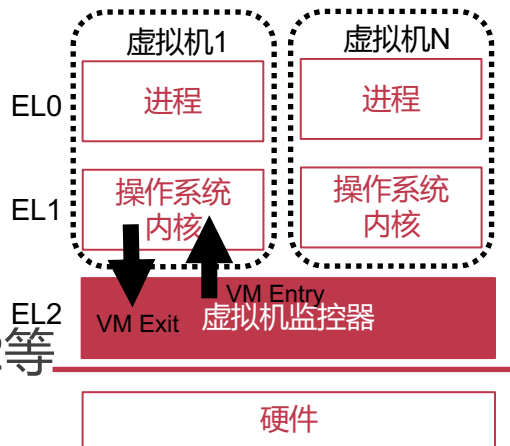 虚拟机1
虚拟机N
EL0
进程
进程
EL1
操作系统
内核
操作系统
内核
VM Entry
EL2
VM Exit
虚拟机监控器
等
硬件